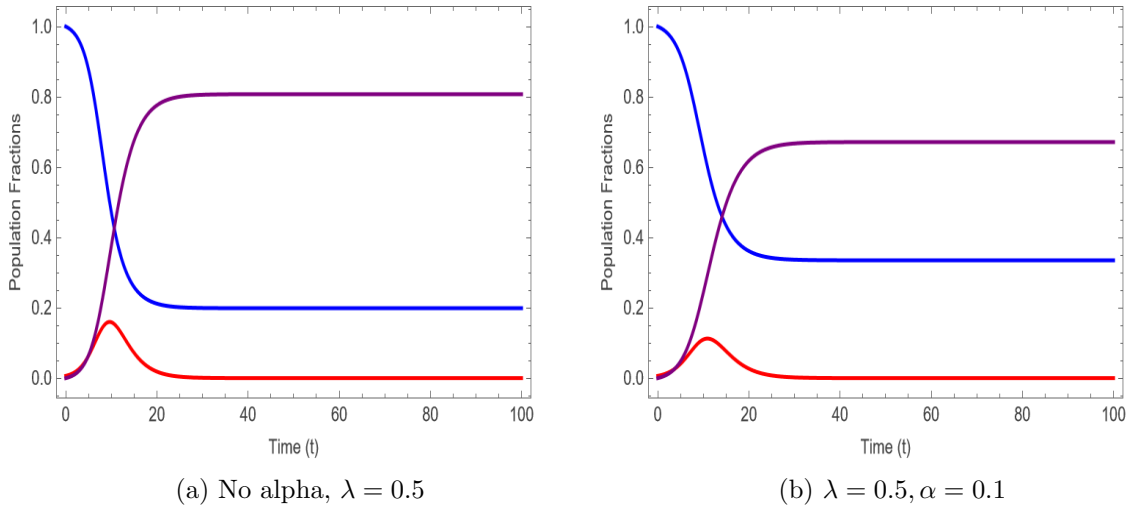 1.0
0.8
0.6
0.4
0.2
0.0
Population Fractions
0 20 40 60 80 100
Time (t)
(a) No alpha, λ = 0.5
1.0
0.8
0.6
0.4
0.2
0.0
Population Fractions
0 20 40 60 80 100
Time (t)
(b) λ = 0.5, α = 0.1